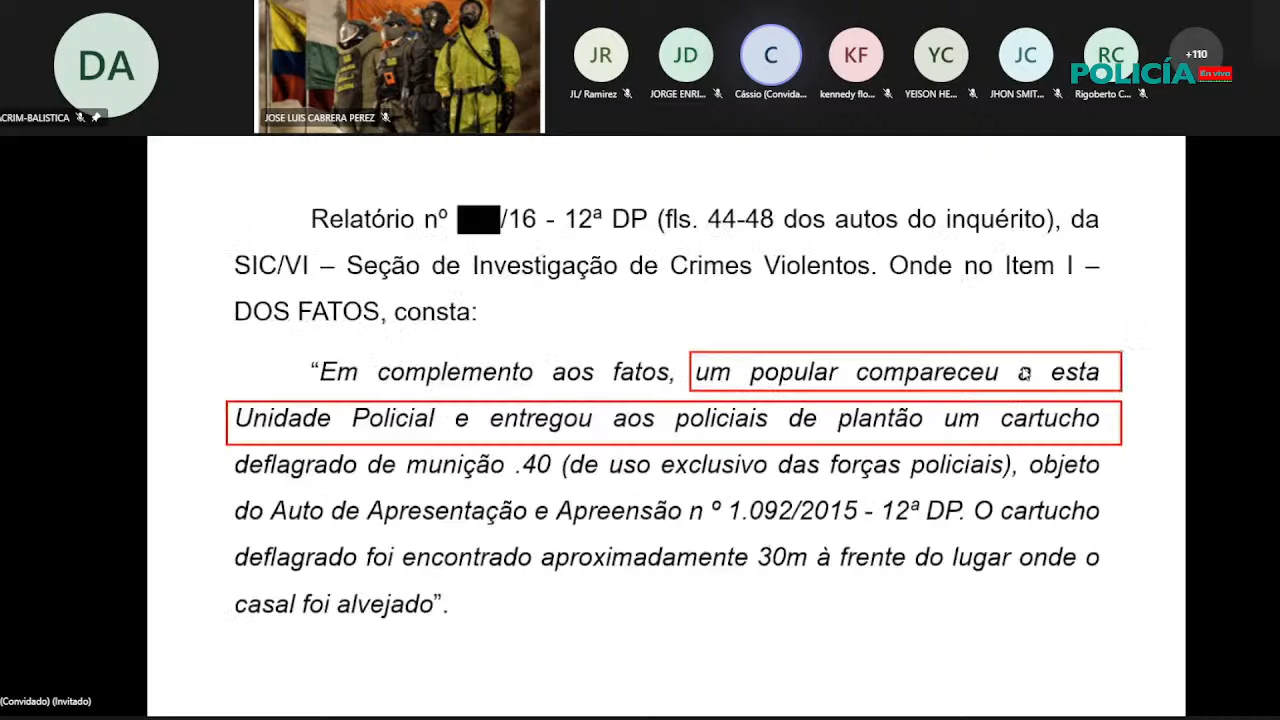 DA
ACRIM-BALISTICA
JOSE LUIS CABRERA PEREZ
JR
JD
C
KF
YC
JC
RC
+110
JL/ Ramirez
JORGE ENRI...
Cássio (Convida...
kennedy flo...
YEISON HE...
JHON SMIT...
Rigoberto C...
POLICÍA En vivo
Relatório nº /16 - 12ª DP (fls. 44-48 dos autos do inquérito), da
SIC/VI – Seção de Investigação de Crimes Violentos. Onde no Item I –
DOS FATOS, consta:
“Em complemento aos fatos, um popular compareceu a esta
Unidade Policial e entregou aos policiais de plantão um cartucho
deflagrado de munição .40 (de uso exclusivo das forças policiais), objeto
do Auto de Apresentação e Apreensão n º 1.092/2015 - 12ª DP. O cartucho
deflagrado foi encontrado aproximadamente 30m à frente do lugar onde o
casal foi alvejado”.
(Convidado) (Invitado)